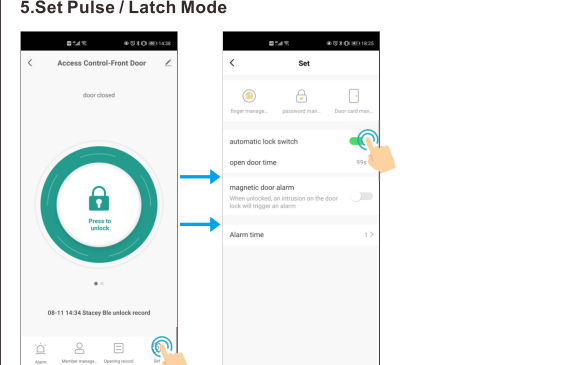 5.Set Pulse / Latch Mode
14:38
Access Control-Front Door
door closed
Press to
unlock
08-11 14:34 Stacey Ble unlock record
Alarm
Member manage...
Opening record
Set
18:25
Set
finger manage...
password man...
Door card man...
automatic lock switch
open door time
99s
magnetic door alarm
When unlocked, an intrusion on the door
lock will trigger an alarm
Alarm time
1